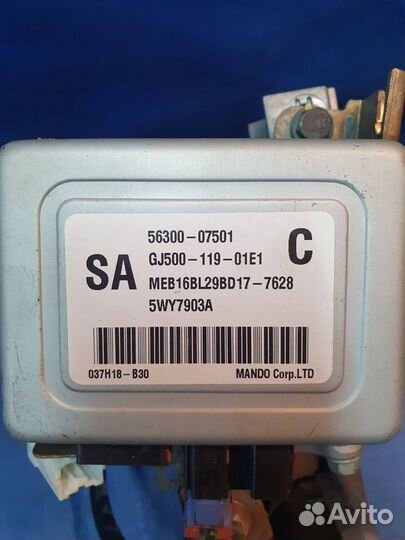 56300-07501
SA GJ500-119-01E1 C
MEB16BL29BD17-7628
5WY7903A
037H18-B30 MANDO Corp.LTD
Avito